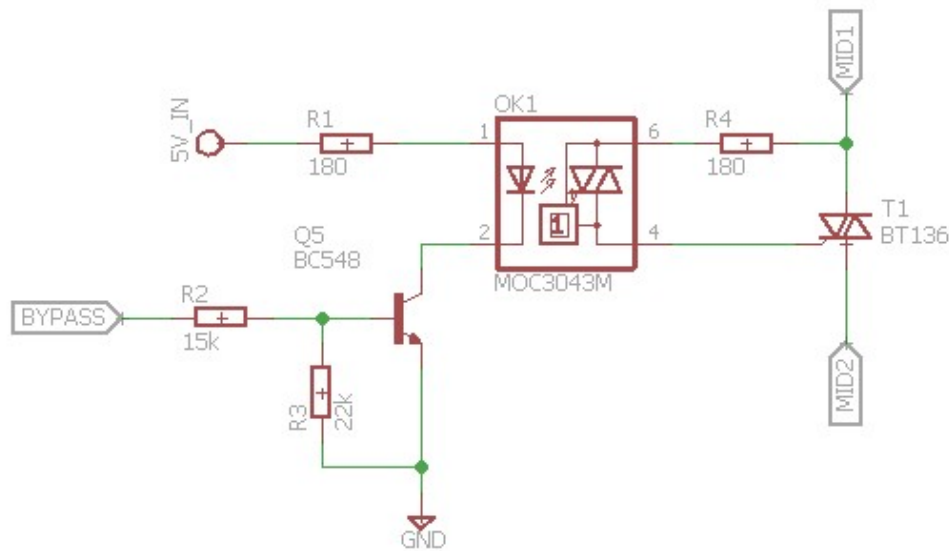 MID1
OK1
5V_IN
R1
180
1
6
R4
180
T1
BT136
1
2
4
Q5
BC548
MOC3043M
BYPASS
R2
15k
R3
22k
MID2
GND